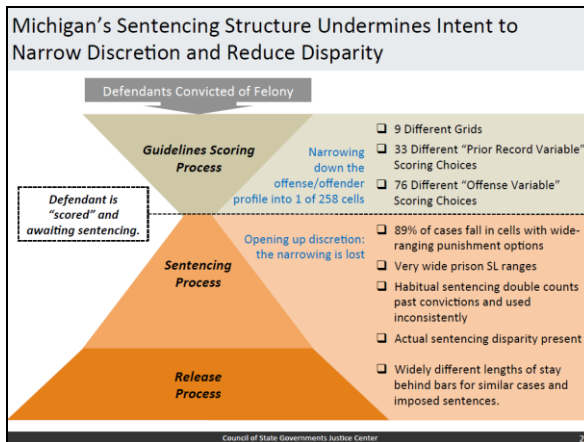 Michigan's Sentencing Structure Undermines Intent to
Narrow Discretion and Reduce Disparity
Defendants Convicted of Felony
Guidelines Scoring
Process
Narrowing
down the
offense/offender
profile into 1 of 258 cells
9 Different Grids
33 Different "Prior Record Variable"
Scoring Choices
76 Different "Offense Variable"
Scoring Choices
Defendant is
"scored" and
awaiting sentencing.
Opening up discretion:
the narrowing is lost
Sentencing
Process
89% of cases fall in cells with wide-
ranging punishment options
Very wide prison SL ranges
Habitual sentencing double counts
past convictions and used
inconsistently
Actual sentencing disparity present
Release
Process
Widely different lengths of stay
behind bars for similar cases and
imposed sentences.
Council of State Governments Justice Center